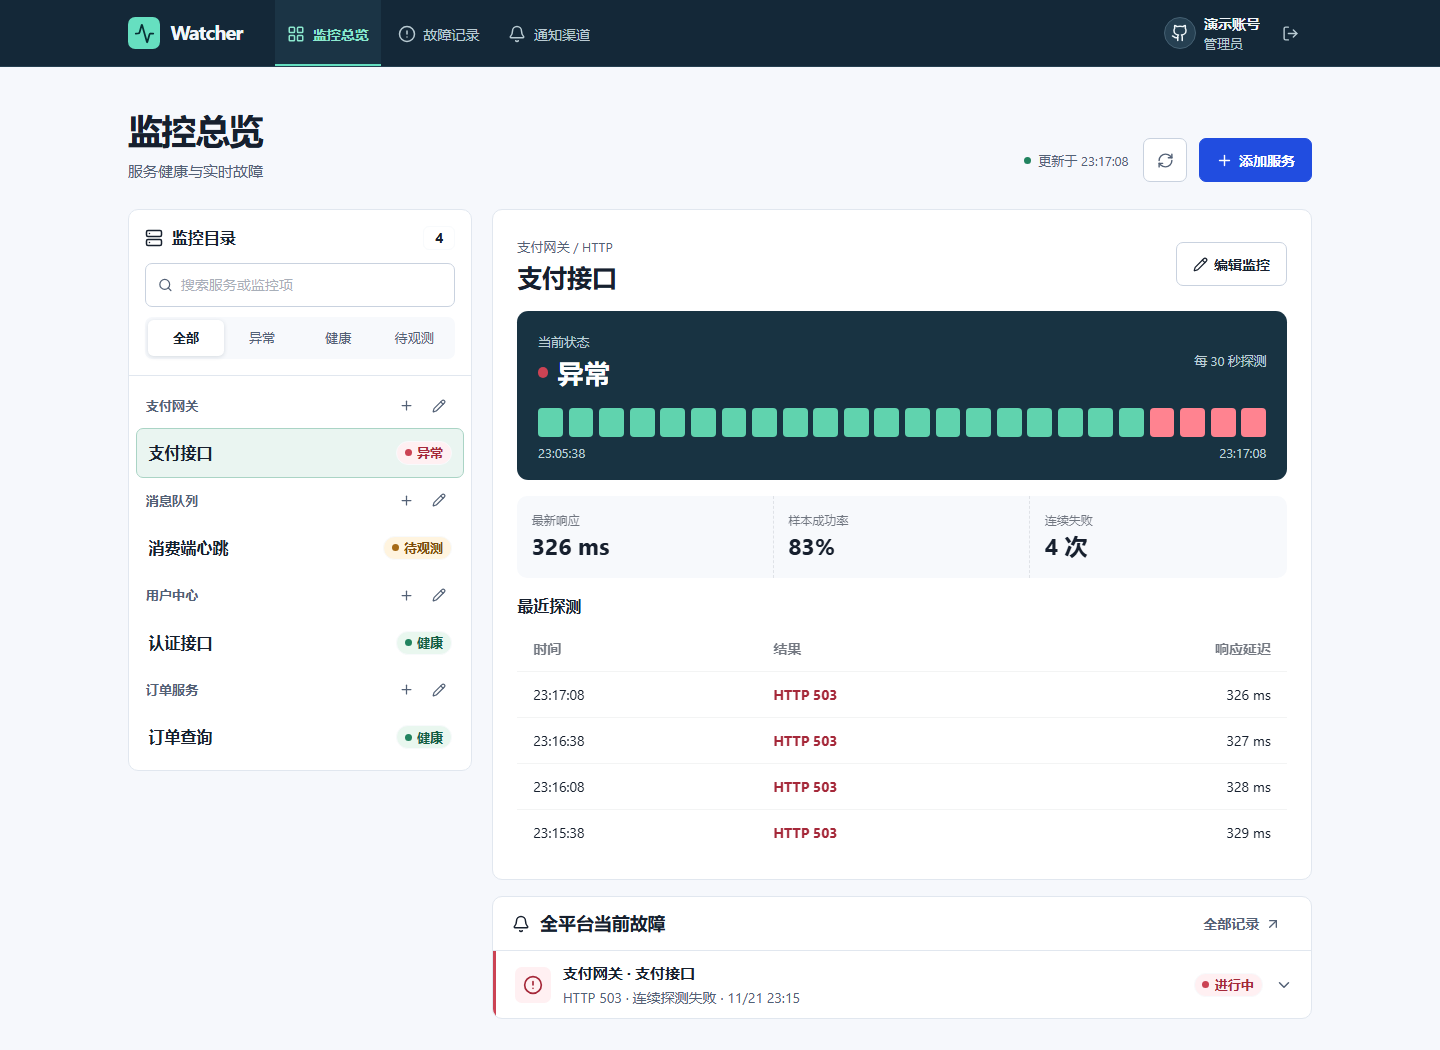 Watcher
监控总览
故障记录
通知渠道
演示账号
管理员
监控总览
服务健康与实时故障
更新于 23:17:08
添加服务
监控目录
4
搜索服务或监控项
全部
异常
健康
待观测
支付网关
支付接口
异常
消息队列
消费端心跳
待观测
用户中心
认证接口
健康
订单服务
订单查询
健康
支付网关 / HTTP
支付接口
编辑监控
当前状态
异常
每 30 秒探测
23:05:38
23:17:08
最新响应
326 ms
样本成功率
83%
连续失败
4 次
最近探测
时间 结果 响应延迟
23:17:08 HTTP 503 326 ms
23:16:38 HTTP 503 327 ms
23:16:08 HTTP 503 328 ms
23:15:38 HTTP 503 329 ms
全平台当前故障
全部记录
支付网关 · 支付接口
HTTP 503 · 连续探测失败 · 11/21 23:15
进行中